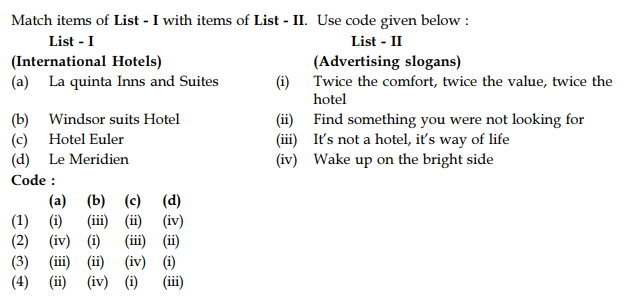 Match items of List - I with items of List - II. Use code given below :
List - I List - II
(International Hotels) (Advertising slogans)
(a) La quinta Inns and Suites (i) Twice the comfort, twice the value, twice the
hotel
(b) Windsor suits Hotel (ii) Find something you were not looking for
(c) Hotel Euler (iii) It's not a hotel, it's way of life
(d) Le Meridien (iv) Wake up on the bright side
Code :
(a) (b) (c) (d)
(1) (i) (iii) (ii) (iv)
(2) (iv) (i) (iii) (ii)
(3) (iii) (ii) (iv) (i)
(4) (ii) (iv) (i) (iii)